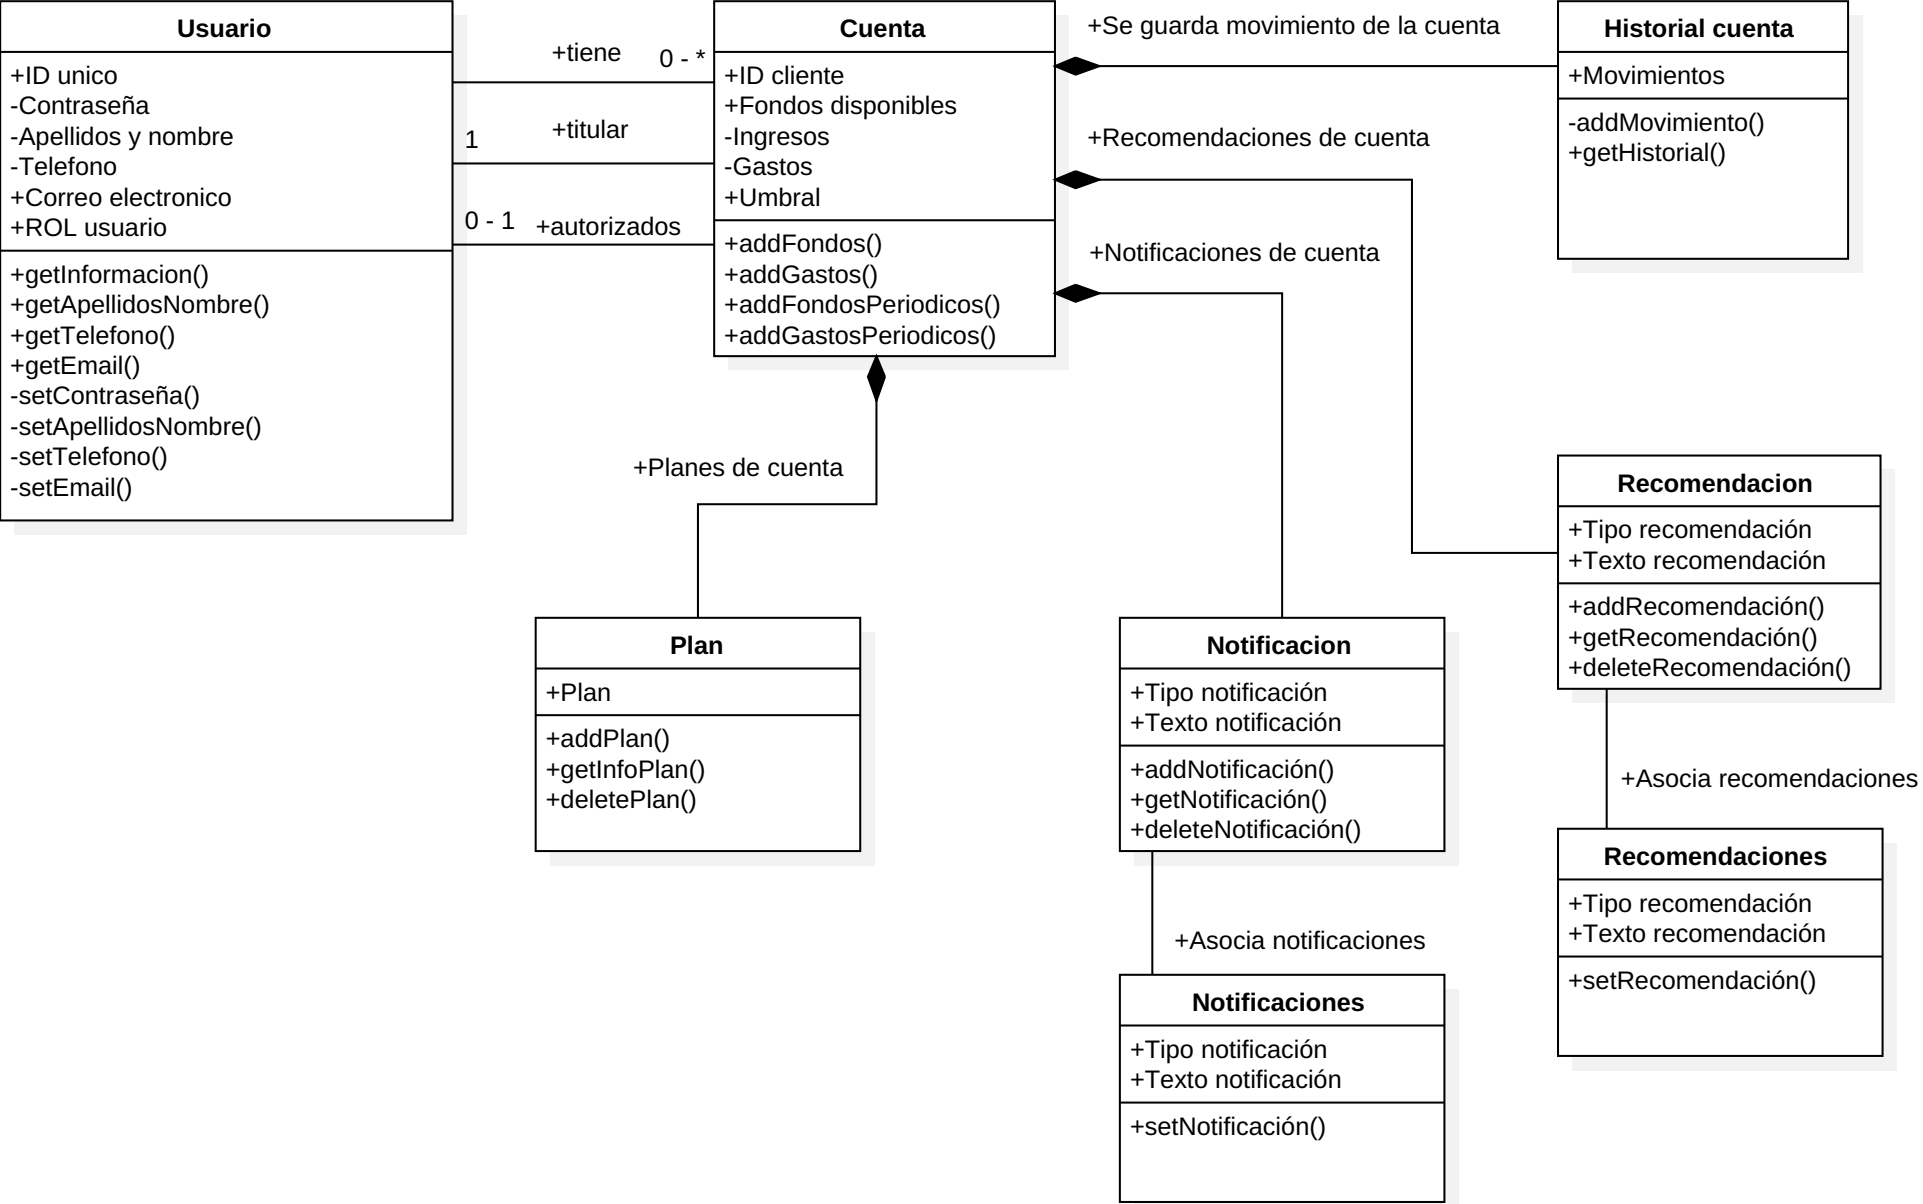 Usuario
+ID unico
-Contraseña
-Apellidos y nombre
-Telefono
+Correo electronico
+ROL usuario
+getInformacion()
+getApellidosNombre()
+getTelefono()
+getEmail()
-setContraseña()
-setApellidosNombre()
-setTelefono()
-setEmail()
+tiene
0 - *
1
+titular
0 - 1
+autorizados
Cuenta
+ID cliente
+Fondos disponibles
-Ingresos
-Gastos
+Umbral
+addFondos()
+addGastos()
+addFondosPeriodicos()
+addGastosPeriodicos()
+Se guarda movimiento de la cuenta
+Recomendaciones de cuenta
+Notificaciones de cuenta
Historial cuenta
+Movimientos
-addMovimiento()
+getHistorial()
+Planes de cuenta
Plan
+Plan
+addPlan()
+getInfoPlan()
+deletePlan()
Notificacion
+Tipo notificación
+Texto notificación
+addNotificación()
+getNotificación()
+deleteNotificación()
+Asocia notificaciones
Notificaciones
+Tipo notificación
+Texto notificación
+setNotificación()
Recomendacion
+Tipo recomendación
+Texto recomendación
+addRecomendación()
+getRecomendación()
+deleteRecomendación()
+Asocia recomendaciones
Recomendaciones
+Tipo recomendación
+Texto recomendación
+setRecomendación()